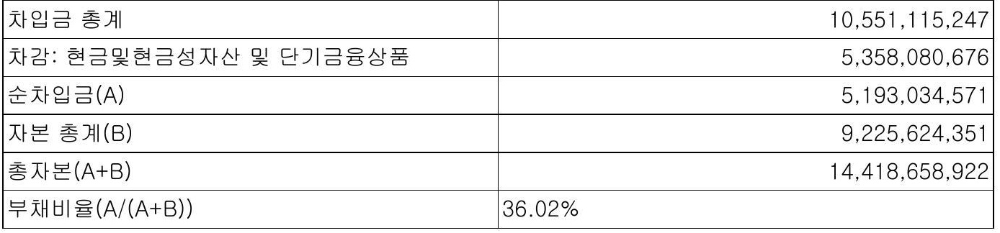 차입금 총계 10,551,115,247
차감: 현금및현금성자산 및 단기금융상품 5,358,080,676
순차입금(A) 5,193,034,571
자본 총계(B) 9,225,624,351
총자본(A+B) 14,418,658,922
부채비율(A/(A+B)) 36.02%